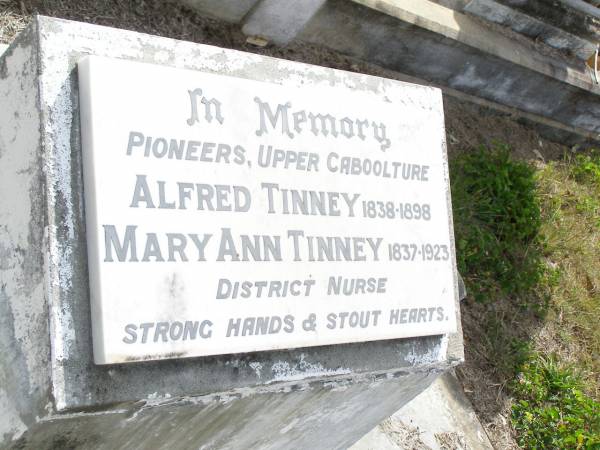 In Memory
PIONEERS, UPPER CABOOLTURE
ALFRED TINNEY 1838-1898
MARY ANN TINNEY 1837-1923
DISTRICT NURSE
STRONG HANDS & STOUT HEARTS.